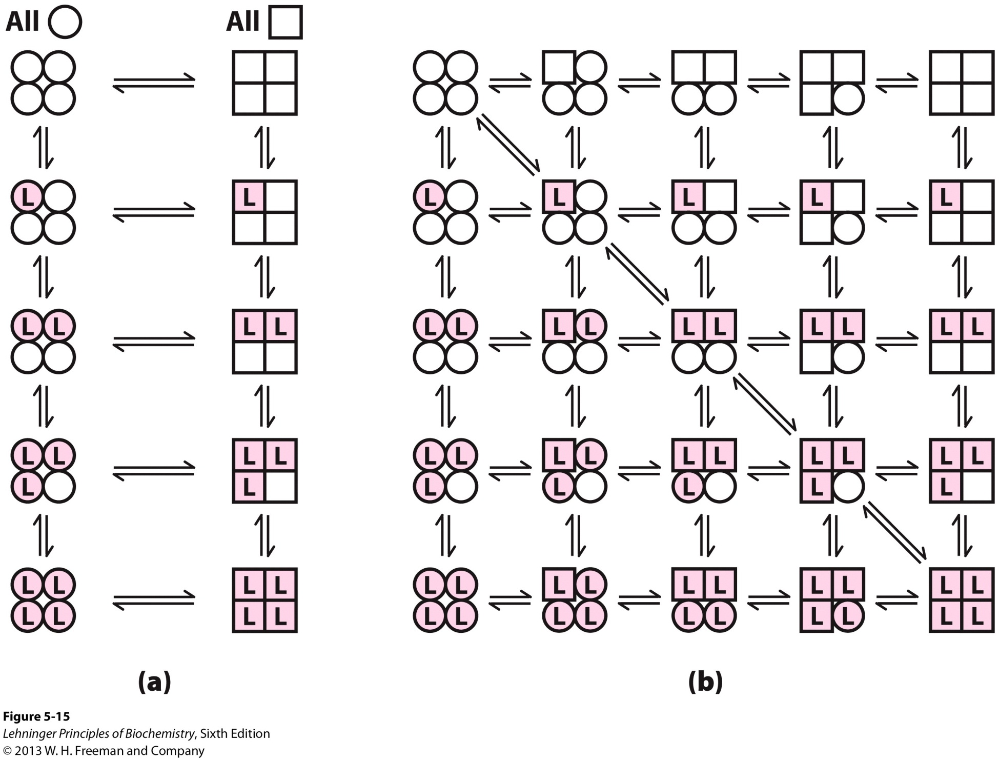 All All
L L L L L L
L L L L L L L L L L L L L L
L L L L L L L L L L L L L L
L L L L L L L
L L L L L L L L L L L L L L
L L L L L L L L L L L L L L
(a) (b)
Figure 5-15
Lehninger Principles of Biochemistry, Sixth Edition
© 2013 W. H. Freeman and Company